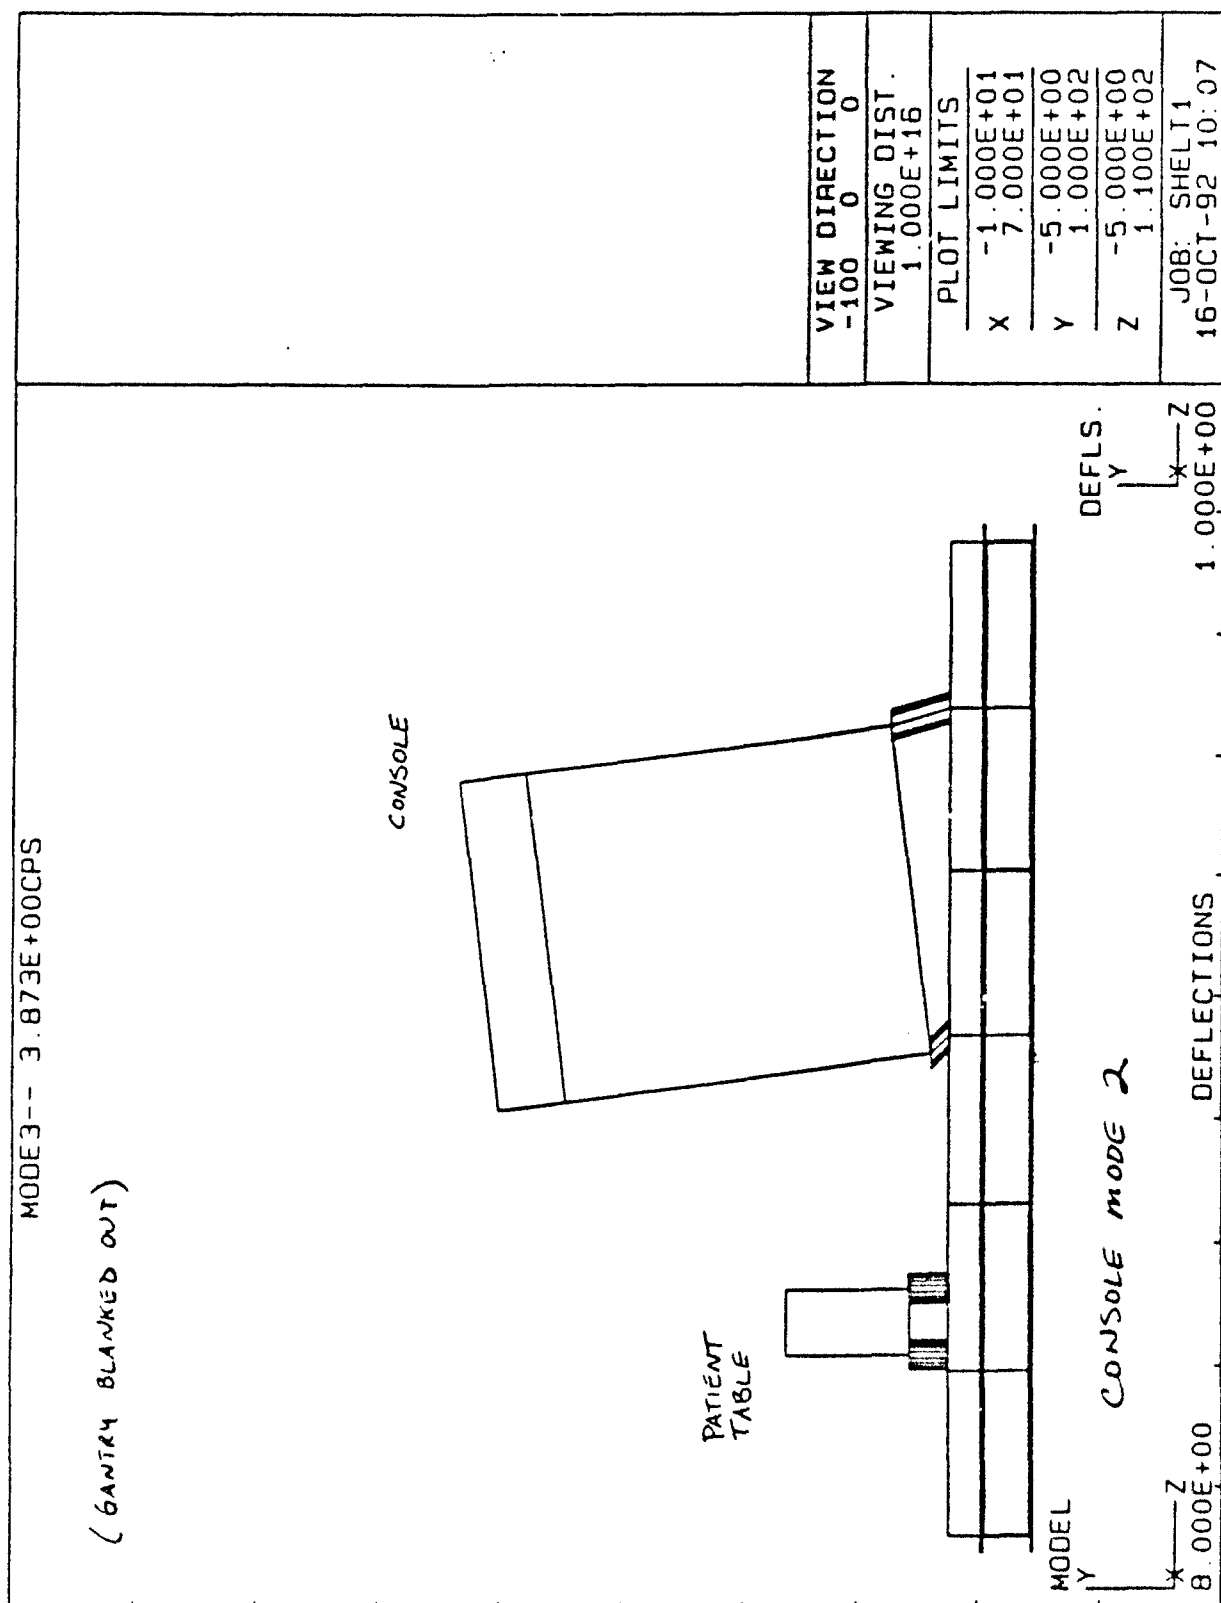 MODE3-- 3.873E+00CPS
(GANTRY BLANKED OUT)
CONSOLE
PATIENT
TABLE
CONSOLE MODE 2
MODEL
Y
X Z
8.000E+00
DEFLECTIONS
DEFLS.
Y
X Z
1.000E+00
VIEW DIRECTION
-100 0 0
VIEWING DIST.
1.000E+16
PLOT LIMITS
X -1.000E+01
7.000E+01
Y -5.000E+00
1.000E+02
Z -5.000E+00
1.100E+02
JOB: SHELT1
16-OCT-92 10:07